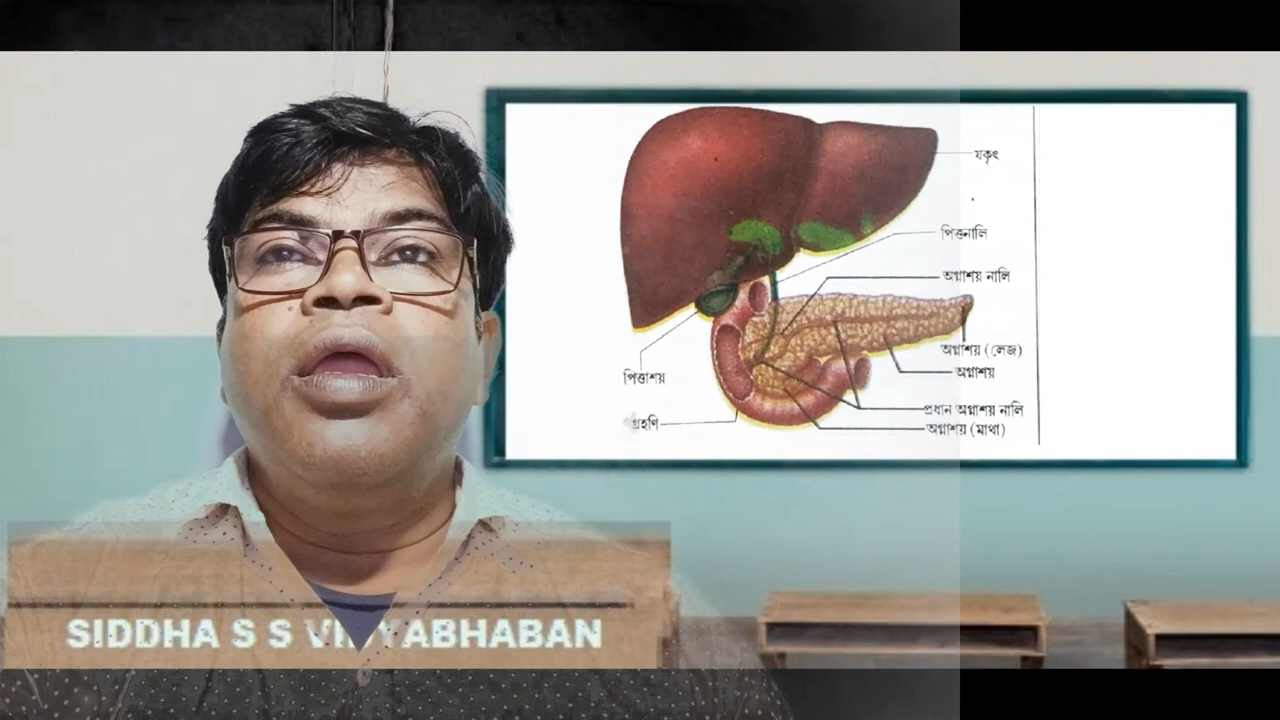 যকৃৎ
পিত্তনালি
অগ্ন্যাশয় নালি
অগ্ন্যাশয় (লেজ)
অগ্ন্যাশয়
পিত্তাশয়
প্রধান অগ্ন্যাশয় নালি
গ্রহণি
অগ্ন্যাশয় (মাথা)
SIDDHA S S VIDYABHABAN